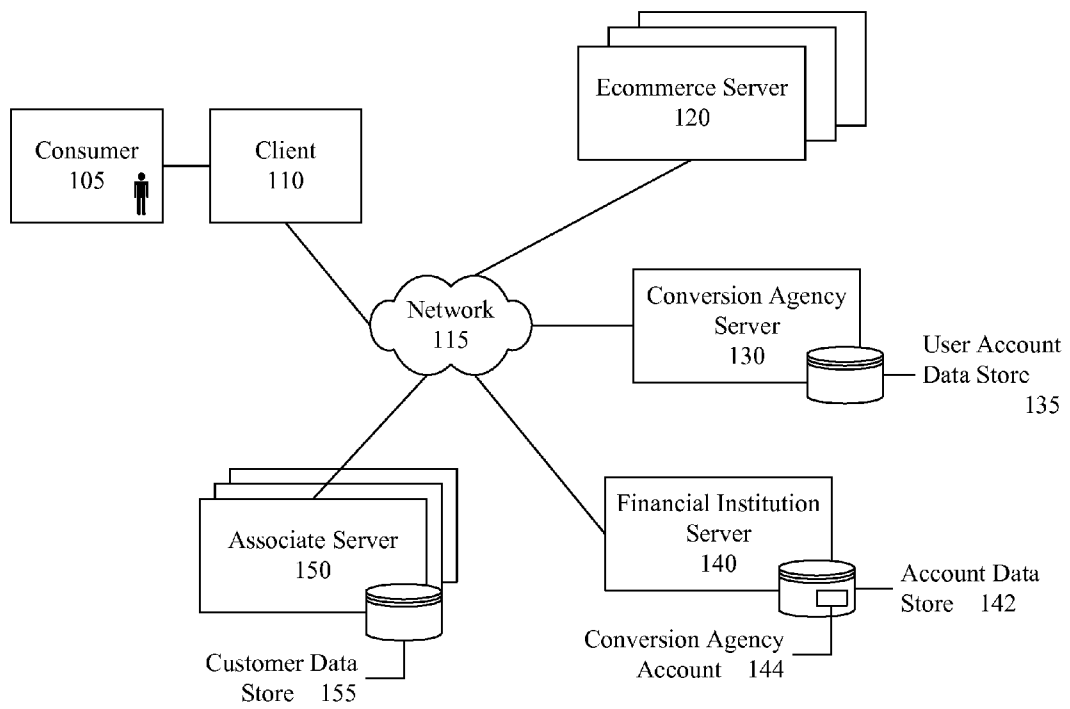 Ecommerce Server
120
Consumer
105
Client
110
Network
115
Conversion Agency
Server
130
User Account
Data Store
135
Associate Server
150
Customer Data
Store 155
Financial Institution
Server
140
Account Data
Store 142
Conversion Agency
Account 144